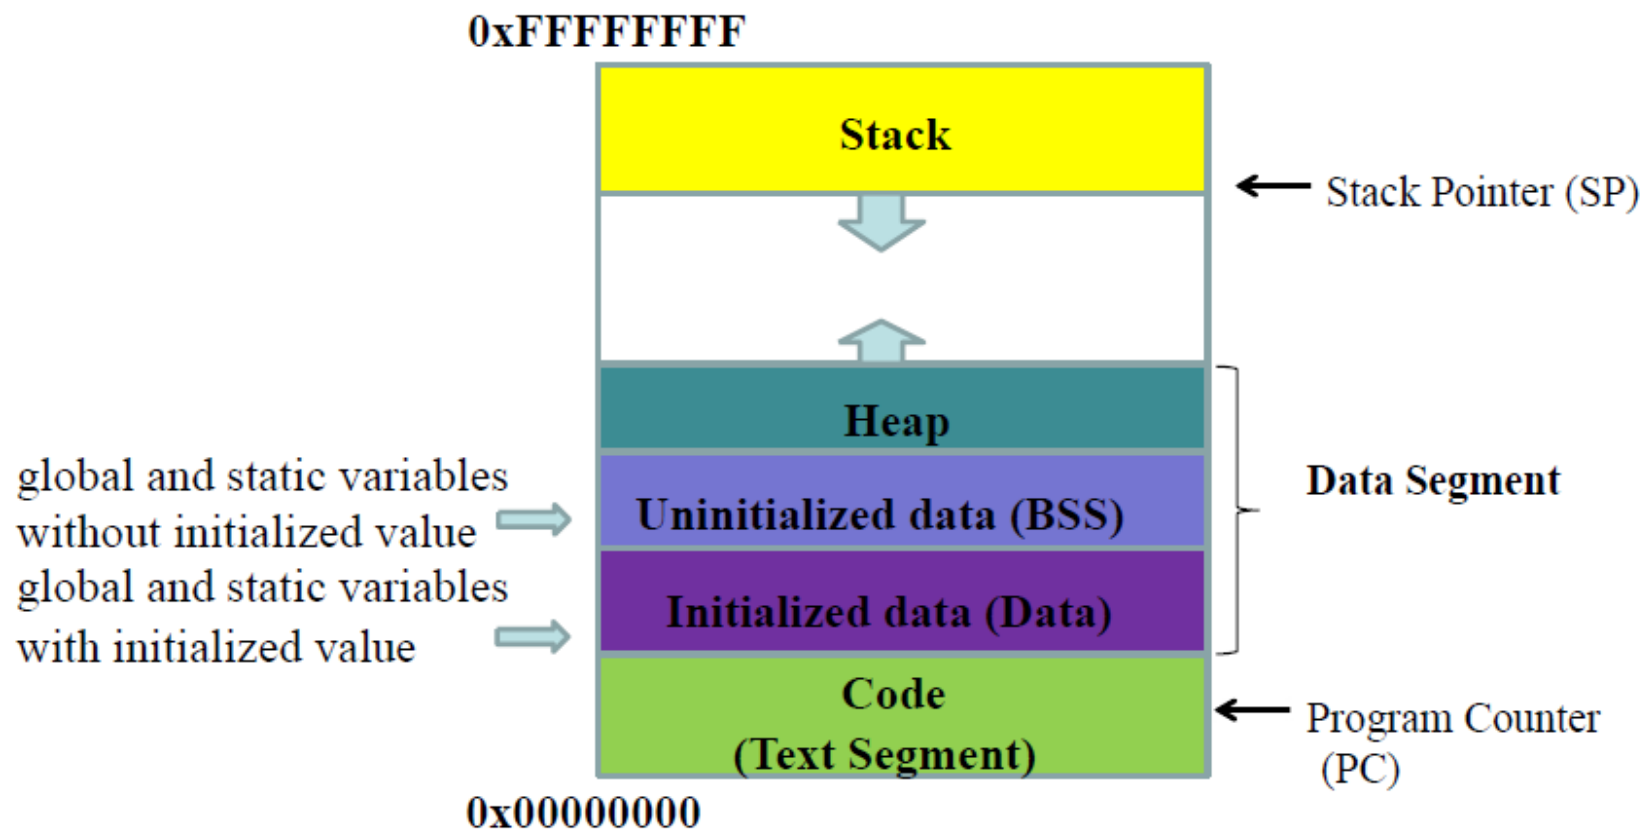 0xFFFFFFFF
Stack
Stack Pointer (SP)
Heap
global and static variables
without initialized value
Uninitialized data (BSS)
Data Segment
global and static variables
with initialized value
Initialized data (Data)
Code
(Text Segment)
Program Counter
(PC)
0x00000000